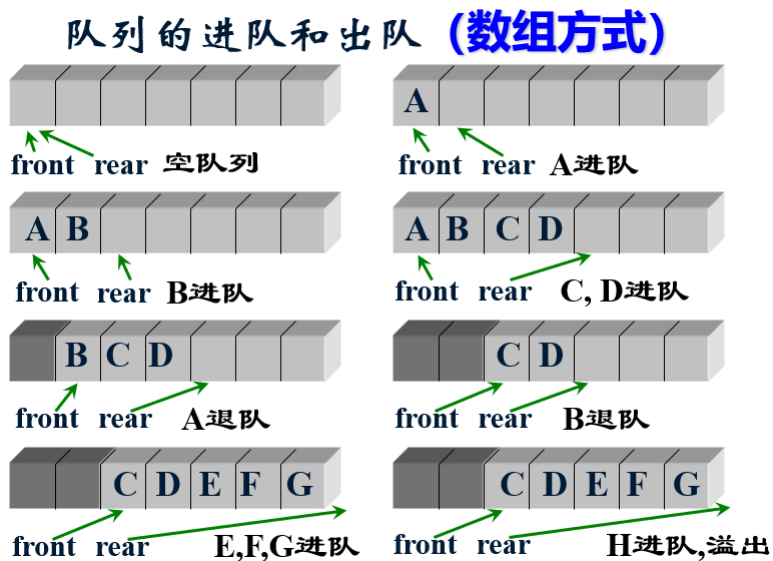 队列的进队和出队（数组方式）
front rear 空队列
A
front rear A进队
A B
front rear B进队
A B C D
front rear C, D进队
B C D
front rear A退队
C D
front rear B退队
C D E F G
front rear E,F,G进队
C D E F G
front rear H进队,溢出